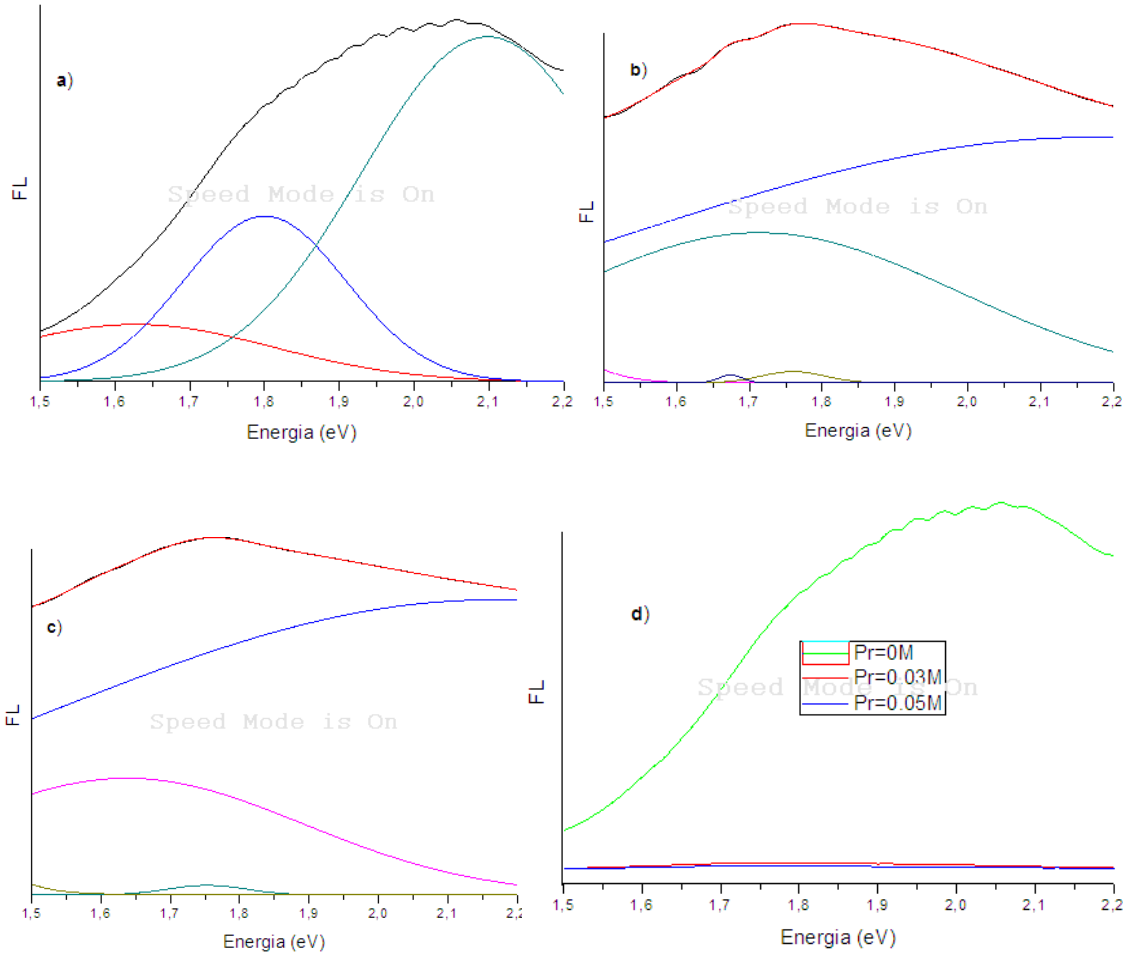 a)
FL
Speed Mode is On
1,5 1,6 1,7 1,8 1,9 2,0 2,1 2,2
Energia (eV)
b)
FL
Speed Mode is On
1,5 1,6 1,7 1,8 1,9 2,0 2,1 2,2
Energia (eV)
c)
FL
Speed Mode is On
1,5 1,6 1,7 1,8 1,9 2,0 2,1 2,2
Energia (eV)
d)
FL
Pr=0M
Speed Mode is On
Pr=0.03M
Pr=0.05M
1,5 1,6 1,7 1,8 1,9 2,0 2,1 2,2
Energia (eV)